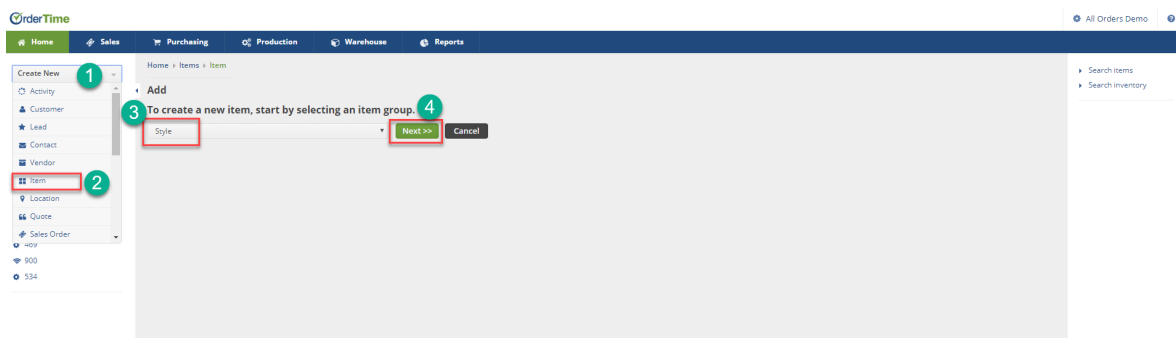 OrderTime
All Orders Demo
Home Sales Purchasing Production Warehouse Reports
Create New
1
Activity
Customer
Lead
Contact
Vendor
Item
2
Location
Quote
Sales Order
469
900
534
Home Items Item
Add
To create a new item, start by selecting an item group.
3
4
Style
Next >> Cancel
Search items
Search inventory